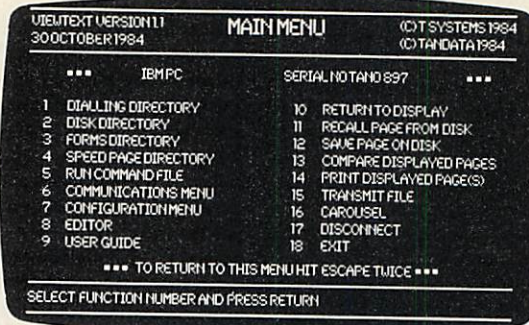 VIEWTEXT VERSION 1.1 MAIN MENU (C) T SYSTEMS 1984
30 OCTOBER 1984 (C) TANDATA 1984
IBM PC SERIAL NO TANO 897
1 DIALLING DIRECTORY
2 DISK DIRECTORY
3 FORMS DIRECTORY
4 SPEED PAGE DIRECTORY
5 RUN COMMAND FILE
6 COMMUNICATIONS MENU
7 CONFIGURATION MENU
8 EDITOR
9 USER GUIDE
10 RETURN TO DISPLAY
11 RECALL PAGE FROM DISK
12 SAVE PAGE ON DISK
13 COMPARE DISPLAYED PAGES
14 PRINT DISPLAYED PAGE(S)
15 TRANSMIT FILE
16 CAROUSEL
17 DISCONNECT
18 EXIT
TO RETURN TO THIS MENU HIT ESCAPE TWICE
SELECT FUNCTION NUMBER AND PRESS RETURN